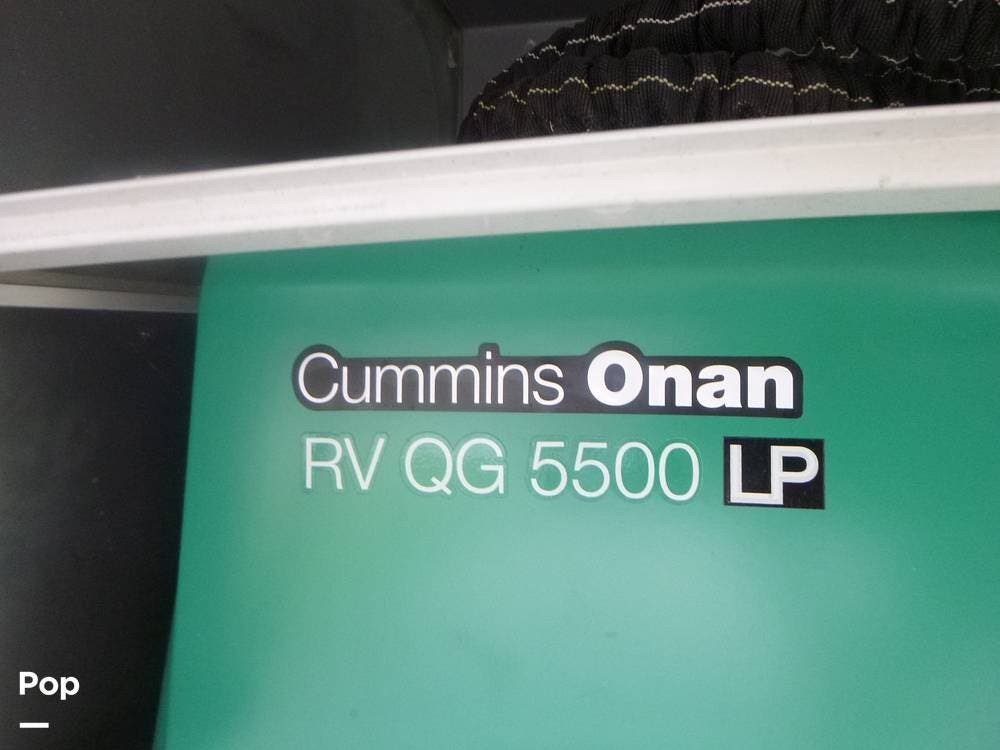 Cummins Onan
RV QG 5500 LP
Pop